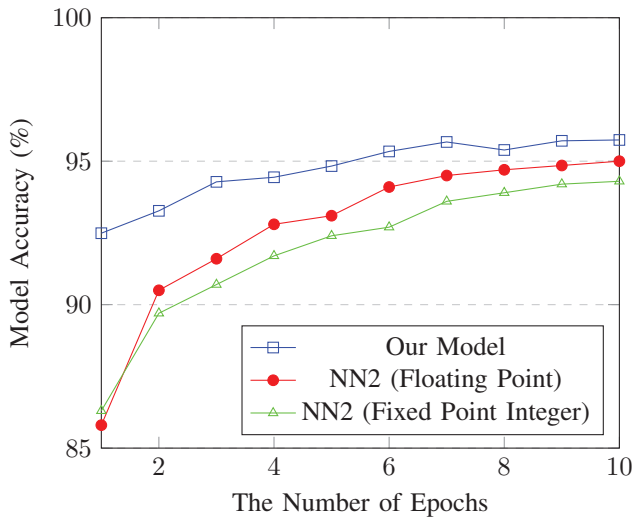 100
95
90
85
Model Accuracy (%)
Our Model
NN2 (Floating Point)
NN2 (Fixed Point Integer)
2 4 6 8 10
The Number of Epochs